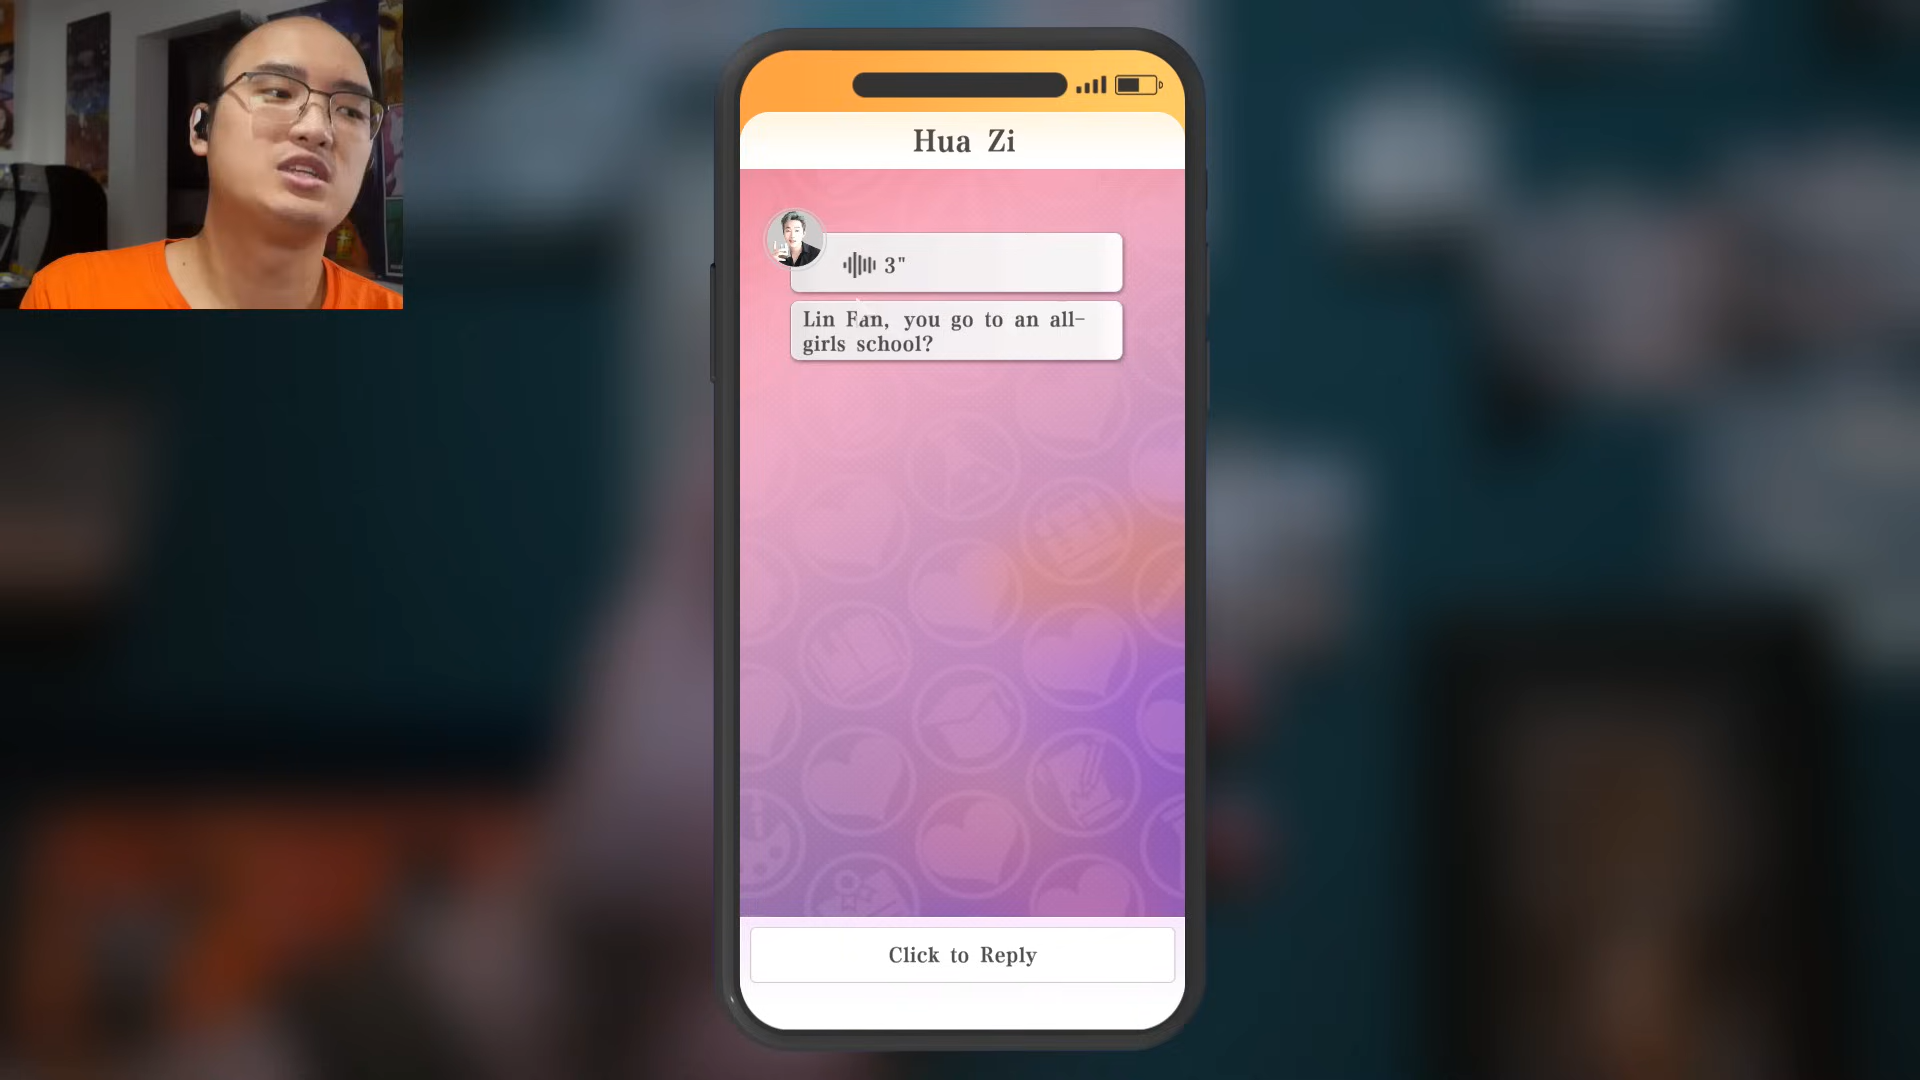 Hua Zi
3"
Lin Fan, you go to an all-
girls school?
Click to Reply